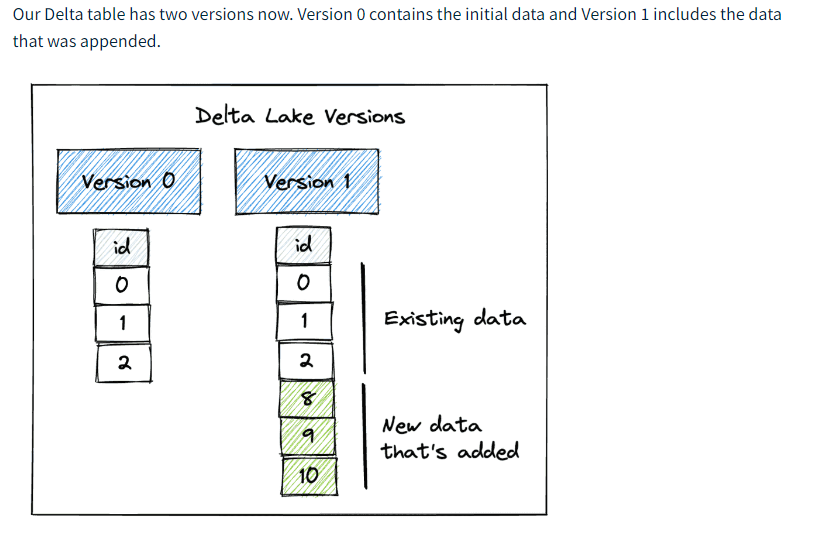 Our Delta table has two versions now. Version 0 contains the initial data and Version 1 includes the data
that was appended.
Delta Lake Versions
Version 0
Version 1
id
0
1
2
id
0
1
2
8
9
10
Existing data
New data
that's added